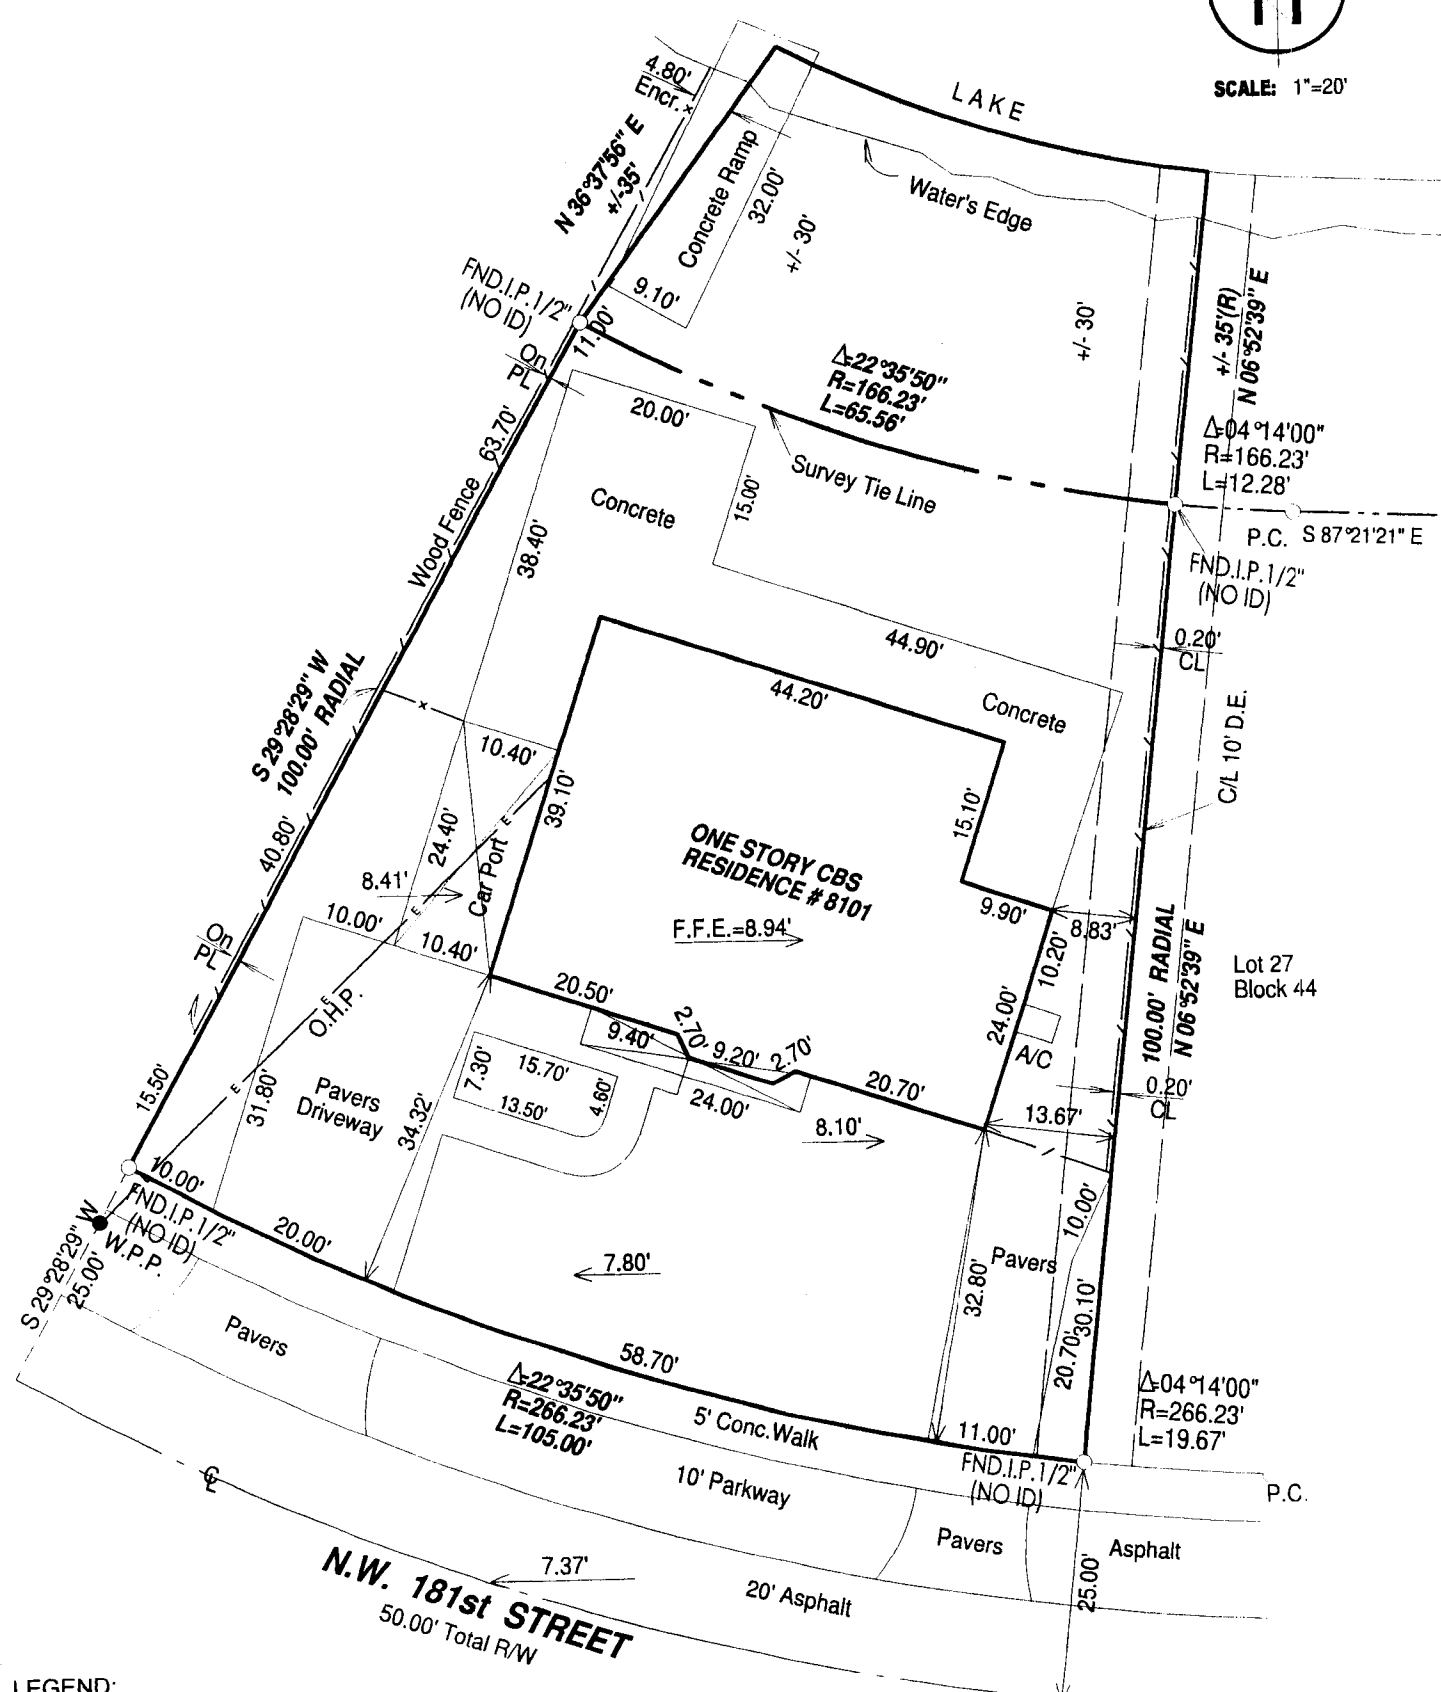 SCALE: 1"=20'
LAKE
4.80'
Encr.
N 36°37'56" E
+/-35'
Concrete Ramp
32.00'
+/- 30'
Water's Edge
FND.I.P.1/2"
(NO ID)
9.10'
11.00'
On
PL
+/- 30'
+/- 35'(R)
N 06°52'39" E
Δ=22°35'50"
R=166.23'
L=65.56'
20.00'
63.70'
Δ=04°14'00"
R=166.23'
L=12.28'
Survey Tie Line
15.00'
Concrete
Wood Fence
38.40'
P.C.
S 87°21'21" E
FND.I.P.1/2"
(NO ID)
0.20'
CL
44.90'
44.20'
Concrete
S 29°28'29" W
100.00' RADIAL
C/L 10' D.E.
10.40'
39.10'
15.10'
40.80'
24.40'
Car Port
ONE STORY CBS
RESIDENCE # 8101
8.41'
F.F.E.=8.94'
9.90'
8.83'
10.00'
10.40'
On
PL
10.20'
100.00' RADIAL
N 06°52'39" E
Lot 27
Block 44
20.50'
24.00'
O.H.P.
E
E
E
E
9.40'
2.70'
9.20'
2.70'
A/C
7.30'
15.70'
13.50'
4.60'
20.70'
24.00'
0.20'
CL
15.50'
31.80'
Pavers
Driveway
34.32'
8.10'
13.67'
10.00'
FND.I.P.1/2"
(NO ID)
W.P.P.
20.00'
10.00'
Pavers
7.80'
32.80'
S 29°28'29" W
25.00'
30.10'
20.70'
Pavers
58.70'
Δ=22°35'50"
R=266.23'
L=105.00'
5' Conc.Walk
11.00'
FND.I.P.1/2"
(NO ID)
Δ=04°14'00"
R=266.23'
L=19.67'
10' Parkway
P.C.
CL
Pavers
Asphalt
7.37'
20' Asphalt
25.00'
N.W. 181st STREET
50.00' Total R/W
LEGEND: